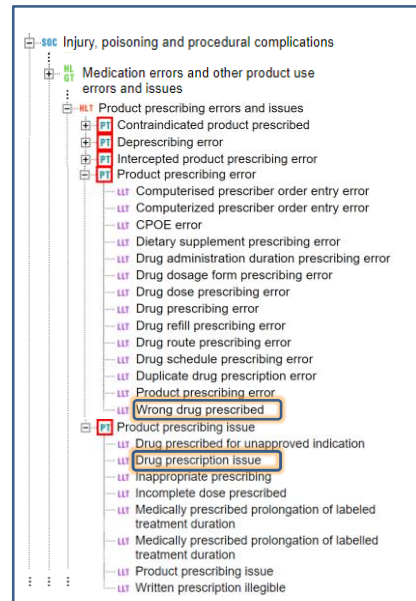 SOC Injury, poisoning and procedural complications
HL GT Medication errors and other product use
errors and issues
HLT Product prescribing errors and issues
PT Contraindicated product prescribed
PT Deprescribing error
PT Intercepted product prescribing error
PT Product prescribing error
LLT Computerised prescriber order entry error
LLT Computerized prescriber order entry error
LLT CPOE error
LLT Dietary supplement prescribing error
LLT Drug administration duration prescribing error
LLT Drug dosage form prescribing error
LLT Drug dose prescribing error
LLT Drug prescribing error
LLT Drug refill prescribing error
LLT Drug route prescribing error
LLT Drug schedule prescribing error
LLT Duplicate drug prescription error
LLT Product prescribing error
LLT Wrong drug prescribed
PT Product prescribing issue
LLT Drug prescribed for unapproved indication
LLT Drug prescription issue
LLT Inappropriate prescribing
LLT Incomplete dose prescribed
LLT Medically prescribed prolongation of labeled
treatment duration
LLT Medically prescribed prolongation of labelled
treatment duration
LLT Product prescribing issue
LLT Written prescription illegible